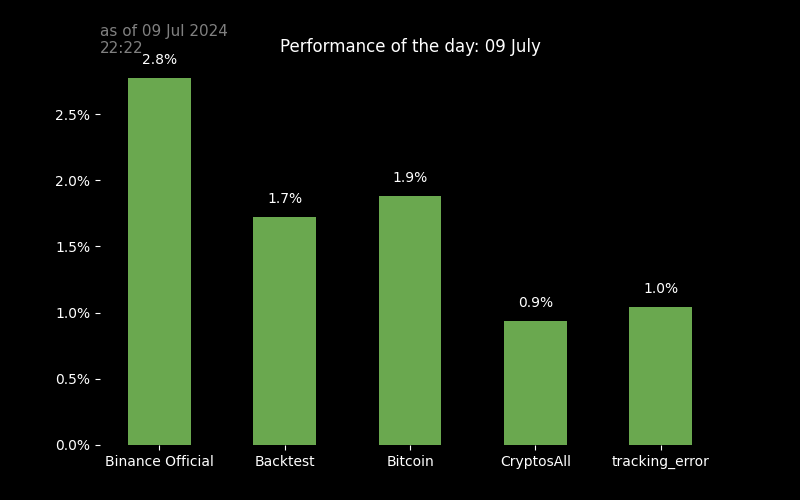 as of 09 Jul 2024
22:22
Performance of the day: 09 July
2.8%
2.5%
2.0%
1.9%
1.7%
1.5%
1.0%
1.0%
0.9%
0.5%
0.0%
Binance Official
Backtest
Bitcoin
CryptosAll
tracking_error